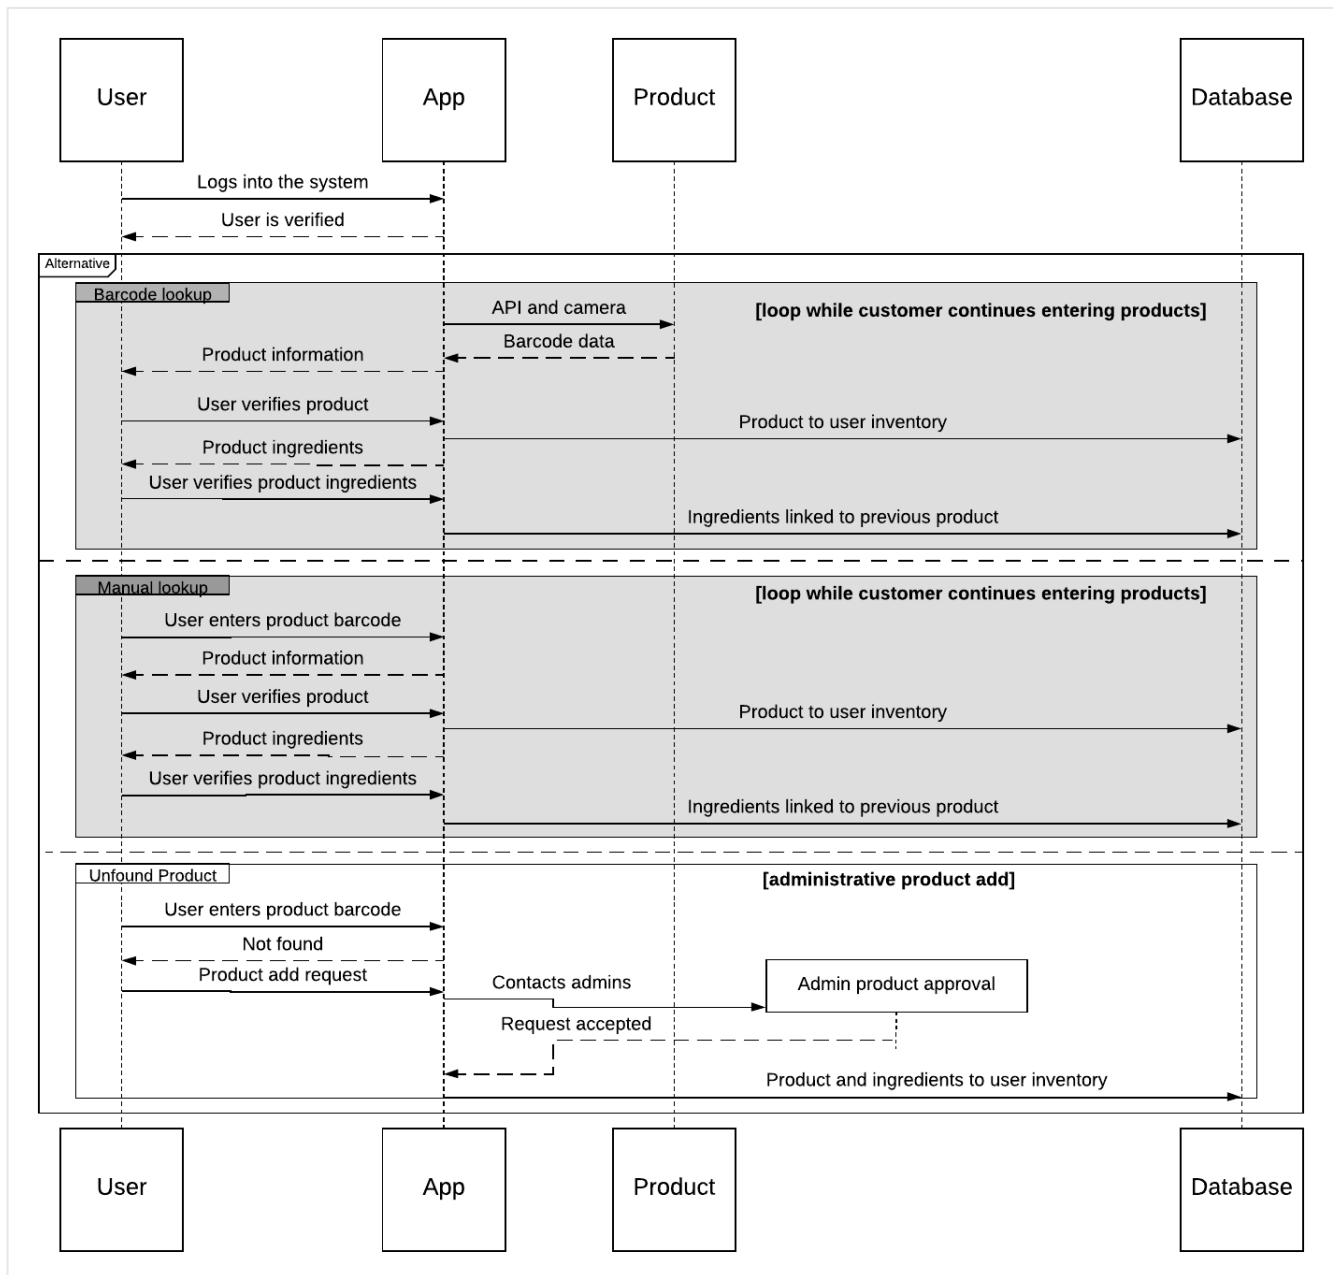 User
App
Product
Database
Logs into the system
User is verified
Alternative
Barcode lookup
API and camera
[loop while customer continues entering products]
Barcode data
Product information
User verifies product
Product to user inventory
Product ingredients
User verifies product ingredients
Ingredients linked to previous product
Manual lookup
[loop while customer continues entering products]
User enters product barcode
Product information
User verifies product
Product to user inventory
Product ingredients
User verifies product ingredients
Ingredients linked to previous product
Unfound Product
[administrative product add]
User enters product barcode
Not found
Product add request
Contacts admins
Admin product approval
Request accepted
Product and ingredients to user inventory
User
App
Product
Database